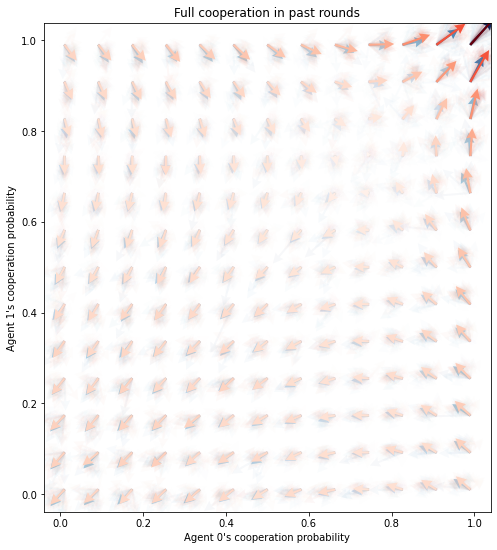 Full cooperation in past rounds
1.0
0.8
0.6
0.4
0.2
0.0
Agent 1's cooperation probability
0.0 0.2 0.4 0.6 0.8 1.0
Agent 0's cooperation probability